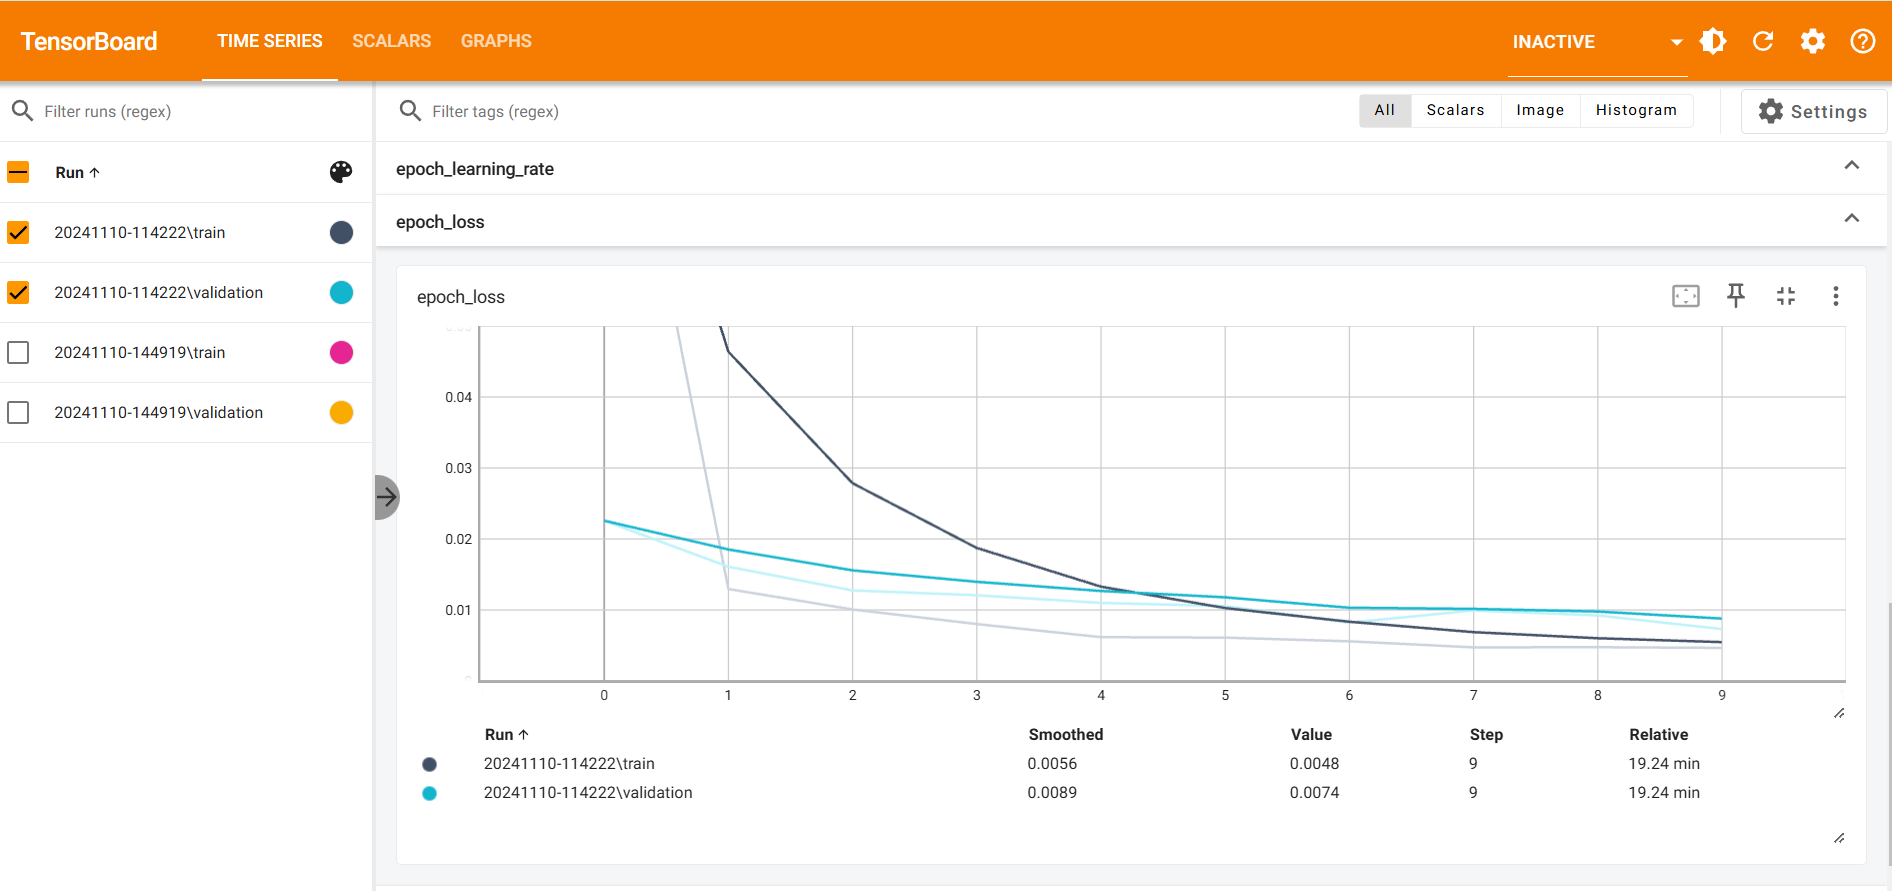 TensorBoard TIME SERIES SCALARS GRAPHS INACTIVE
Filter runs (regex)
Filter tags (regex) All Scalars Image Histogram Settings
Run
20241110-114222\train
20241110-114222\validation
20241110-144919\train
20241110-144919\validation
epoch_learning_rate
epoch_loss
epoch_loss
0.04
0.03
0.02
0.01
0 1 2 3 4 5 6 7 8 9
Run Smoothed Value Step Relative
20241110-114222\train 0.0056 0.0048 9 19.24 min
20241110-114222\validation 0.0089 0.0074 9 19.24 min